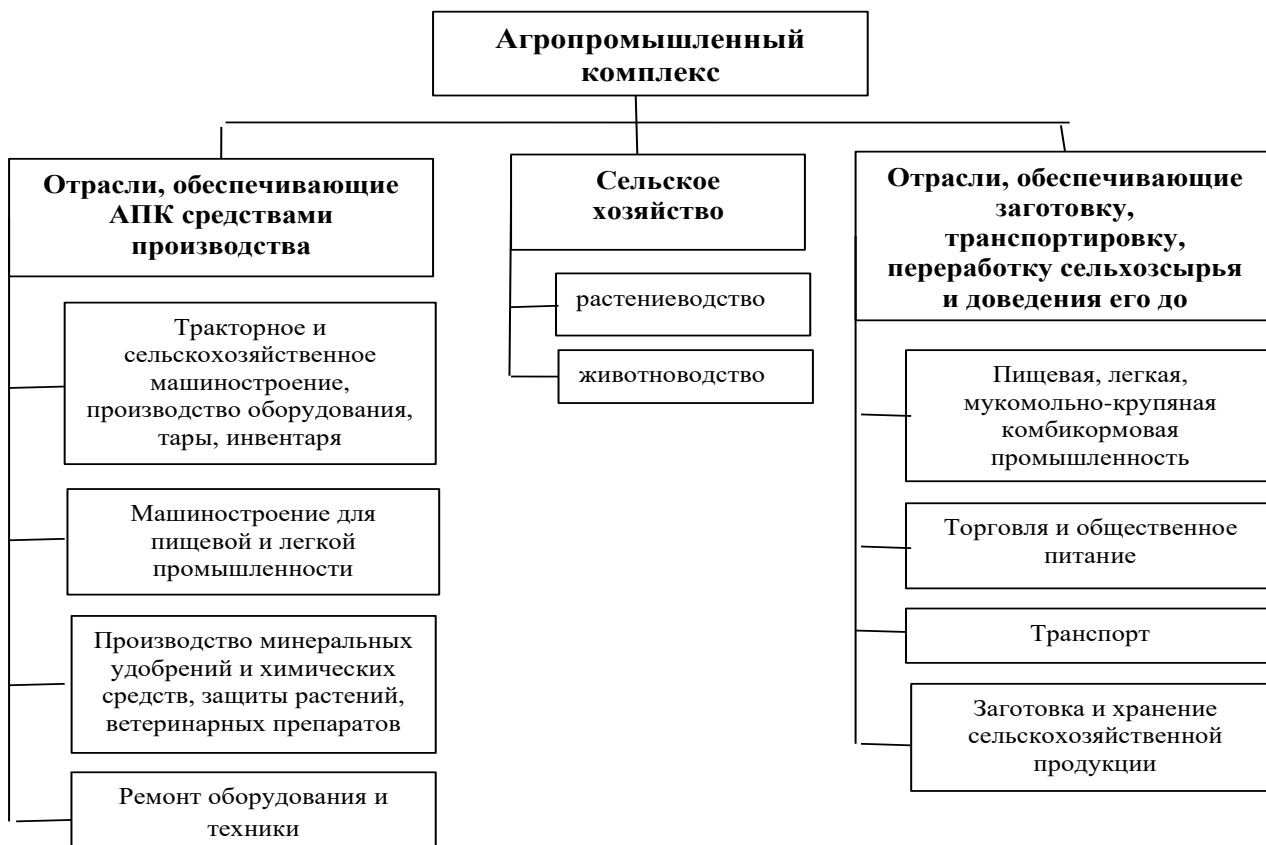 Агропромышленный
комплекс
Отрасли, обеспечивающие
АПК средствами
производства
Тракторное и
сельскохозяйственное
машиностроение,
производство оборудования,
тары, инвентаря
Машиностроение для
пищевой и легкой
промышленности
Производство минеральных
удобрений и химических
средств, защиты растений,
ветеринарных препаратов
Ремонт оборудования и
техники
Сельское
хозяйство
растениеводство
животноводство
Отрасли, обеспечивающие
заготовку,
транспортировку,
переработку сельхозсырья
и доведения его до
Пищевая, легкая,
мукомольно-крупяная
комбикормовая
промышленность
Торговля и общественное
питание
Транспорт
Заготовка и хранение
сельскохозяйственной
продукции